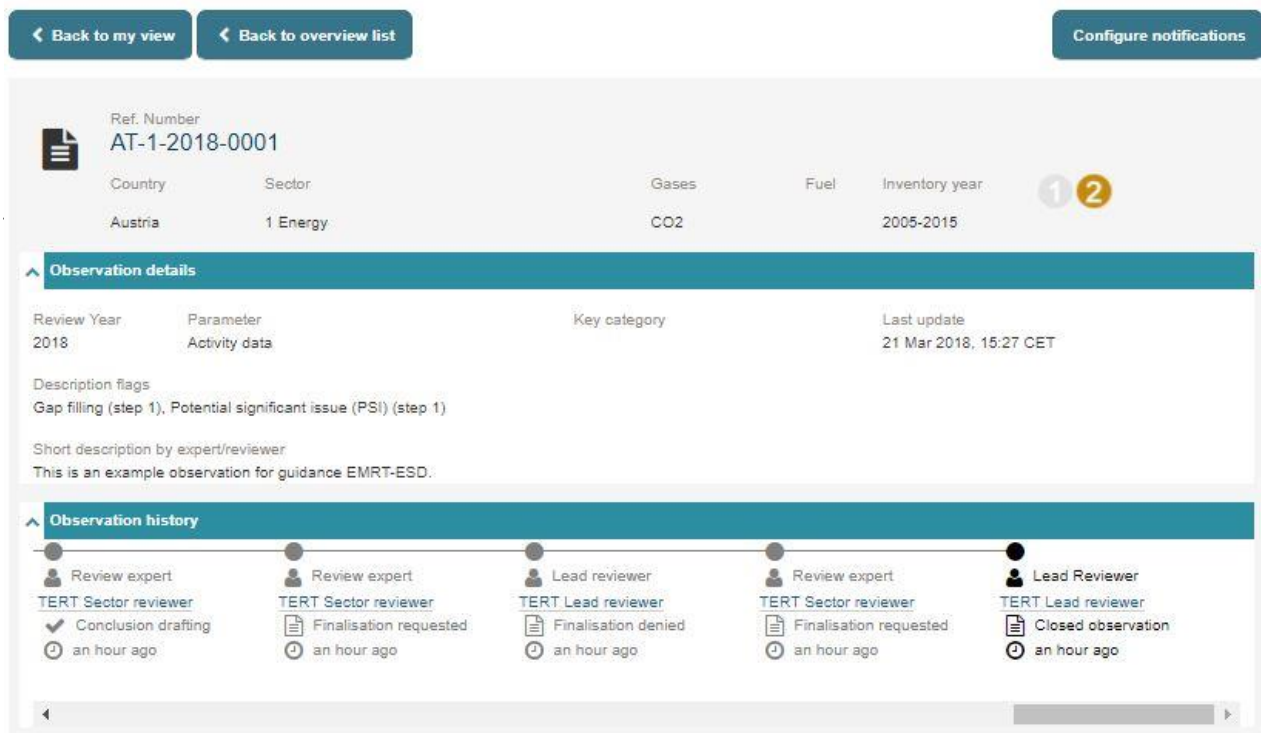 Back to my view Back to overview list Configure notifications
Ref. Number
AT-1-2018-0001
Country Sector Gases Fuel Inventory year
1 2
Austria 1 Energy CO2 2005-2015
Observation details
Review Year Parameter Key category Last update
2018 Activity data 21 Mar 2018, 15:27 CET
Description flags
Gap filling (step 1), Potential significant issue (PSI) (step 1)
Short description by expert/reviewer
This is an example observation for guidance EMRT-ESD.
Observation history
Review expert Review expert Lead reviewer Review expert Lead Reviewer
TERT Sector reviewer TERT Sector reviewer TERT Lead reviewer TERT Sector reviewer TERT Lead reviewer
Conclusion drafting Finalisation requested Finalisation denied Finalisation requested Closed observation
an hour ago an hour ago an hour ago an hour ago an hour ago